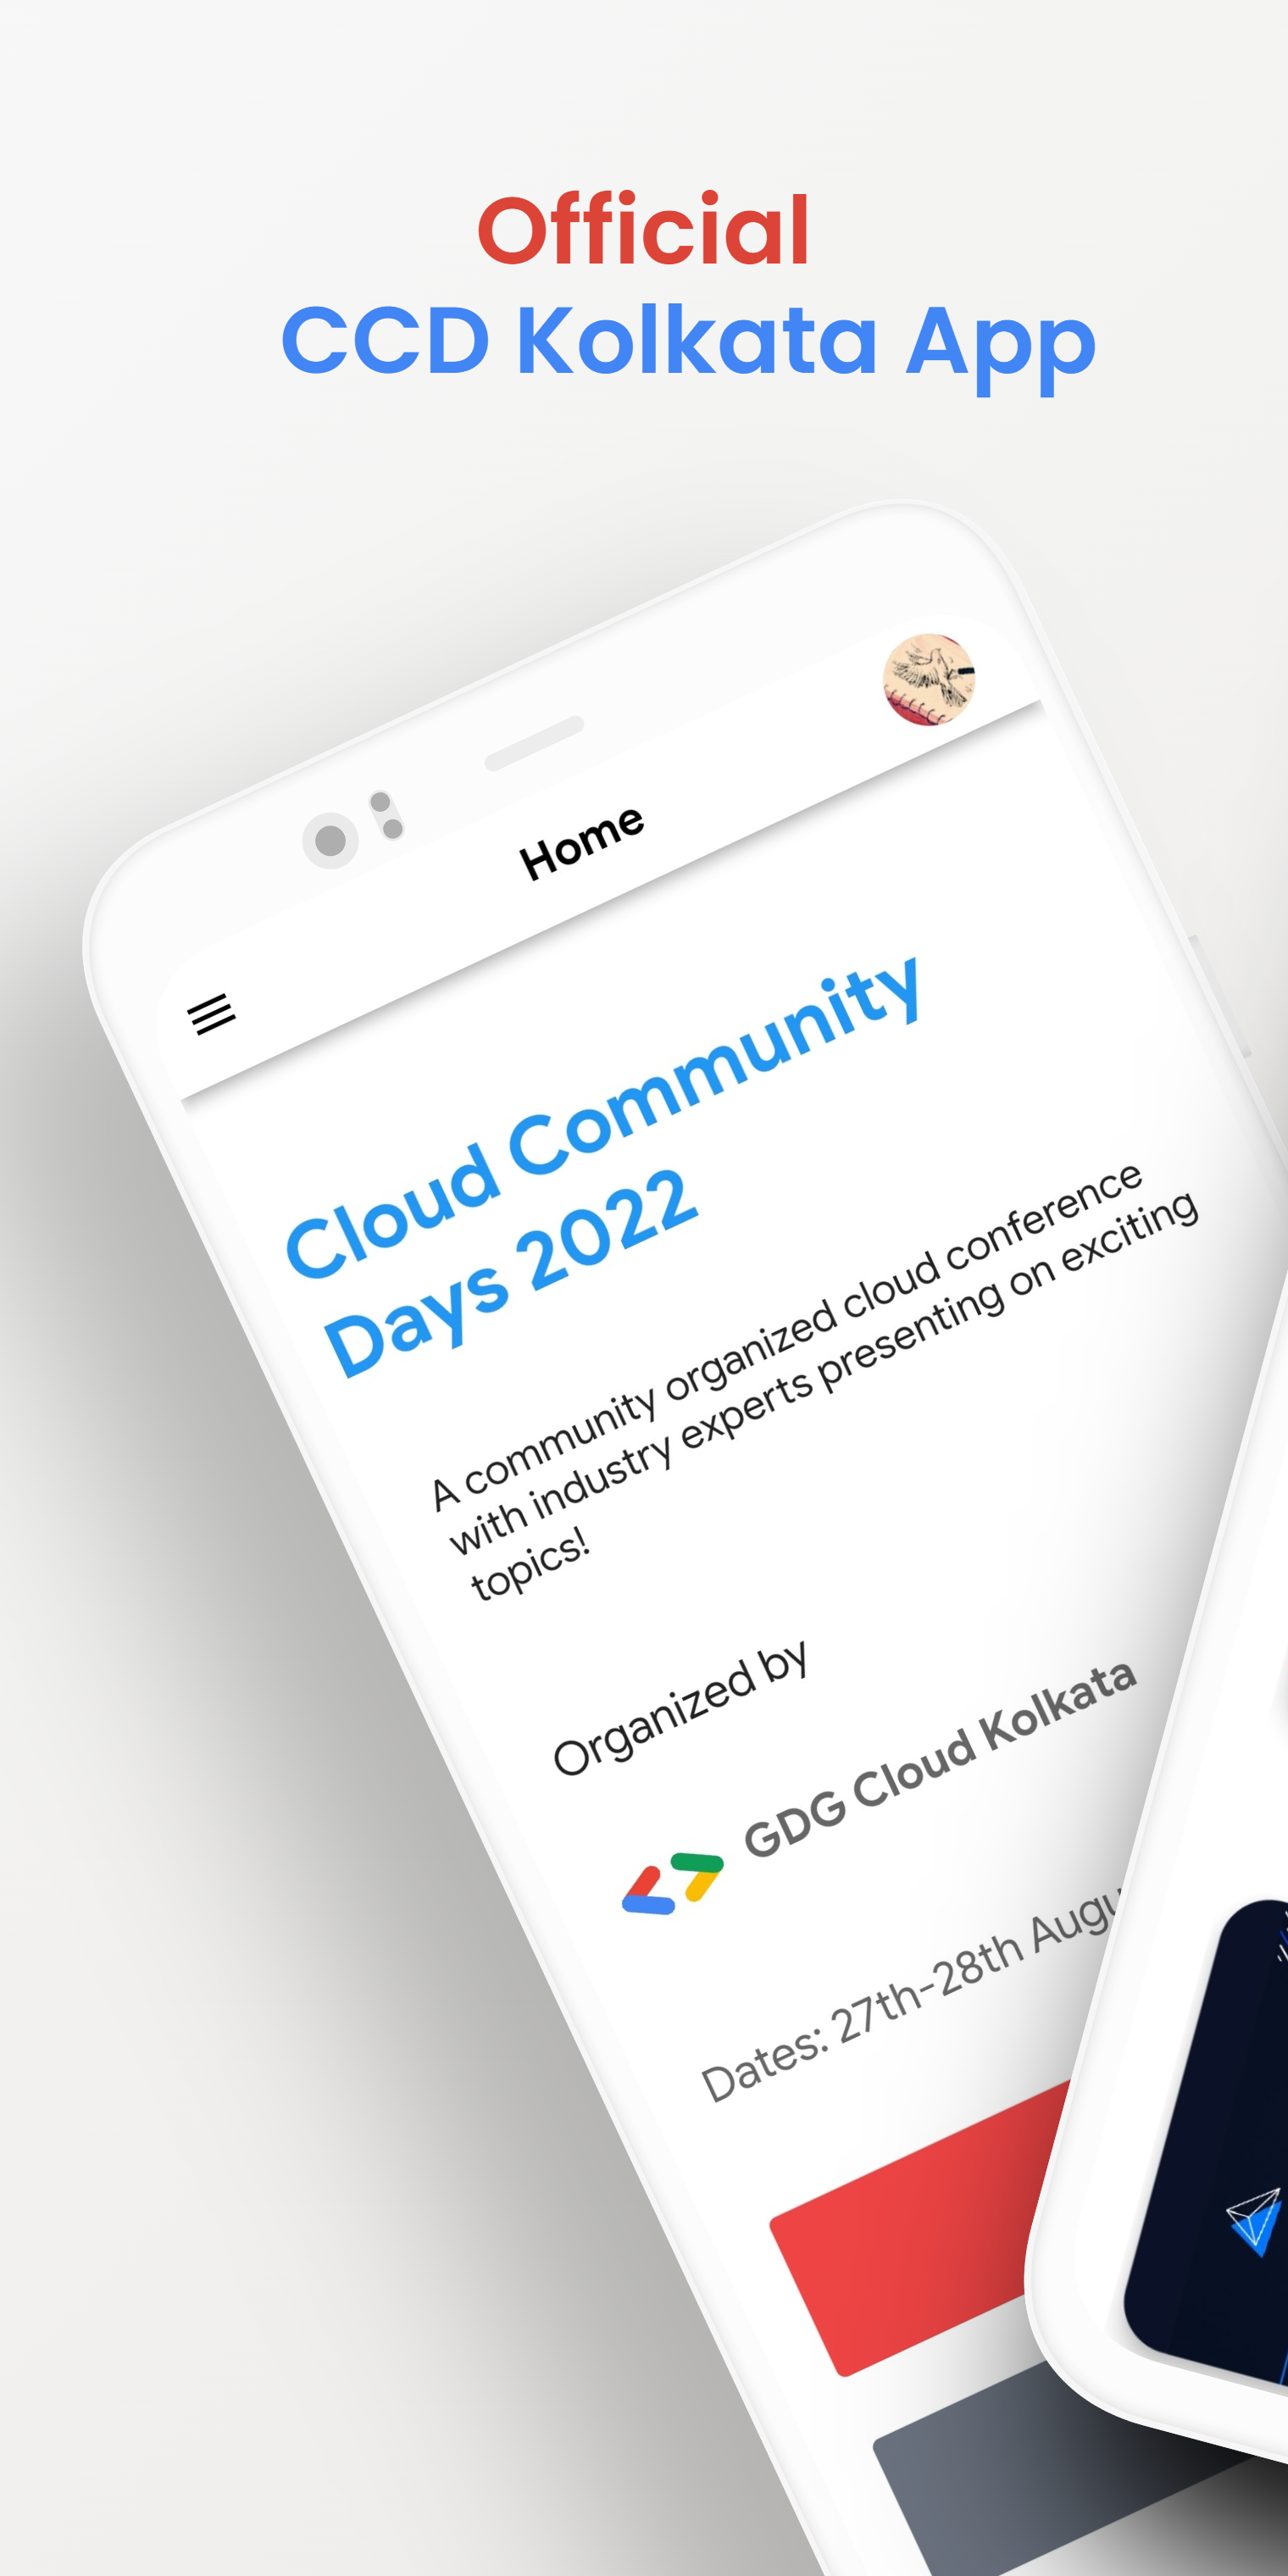 Official
CCD Kolkata App
Home
Cloud Community
Days 2022
A community organized cloud conference
with industry experts presenting on exciting
topics!
Organized by
GDG Cloud Kolkata
Dates: 27th-28th